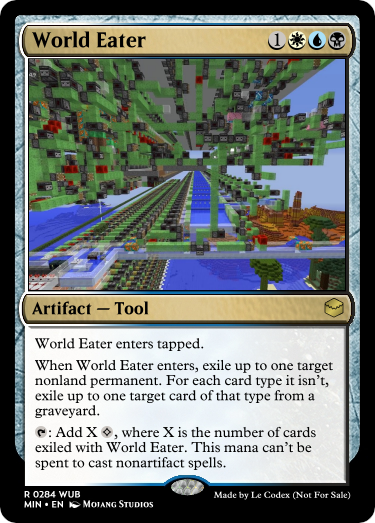 World Eater 1
Artifact — Tool
World Eater enters tapped.
When World Eater enters, exile up to one target
nonland permanent. For each card type it isn't,
exile up to one target card of that type from a
graveyard.
: Add X , where X is the number of cards
exiled with World Eater. This mana can't be
spent to cast nonartifact spells.
R 0284 WUB
MIN • EN Mojang Studios
Made by Le Codex (Not For Sale)